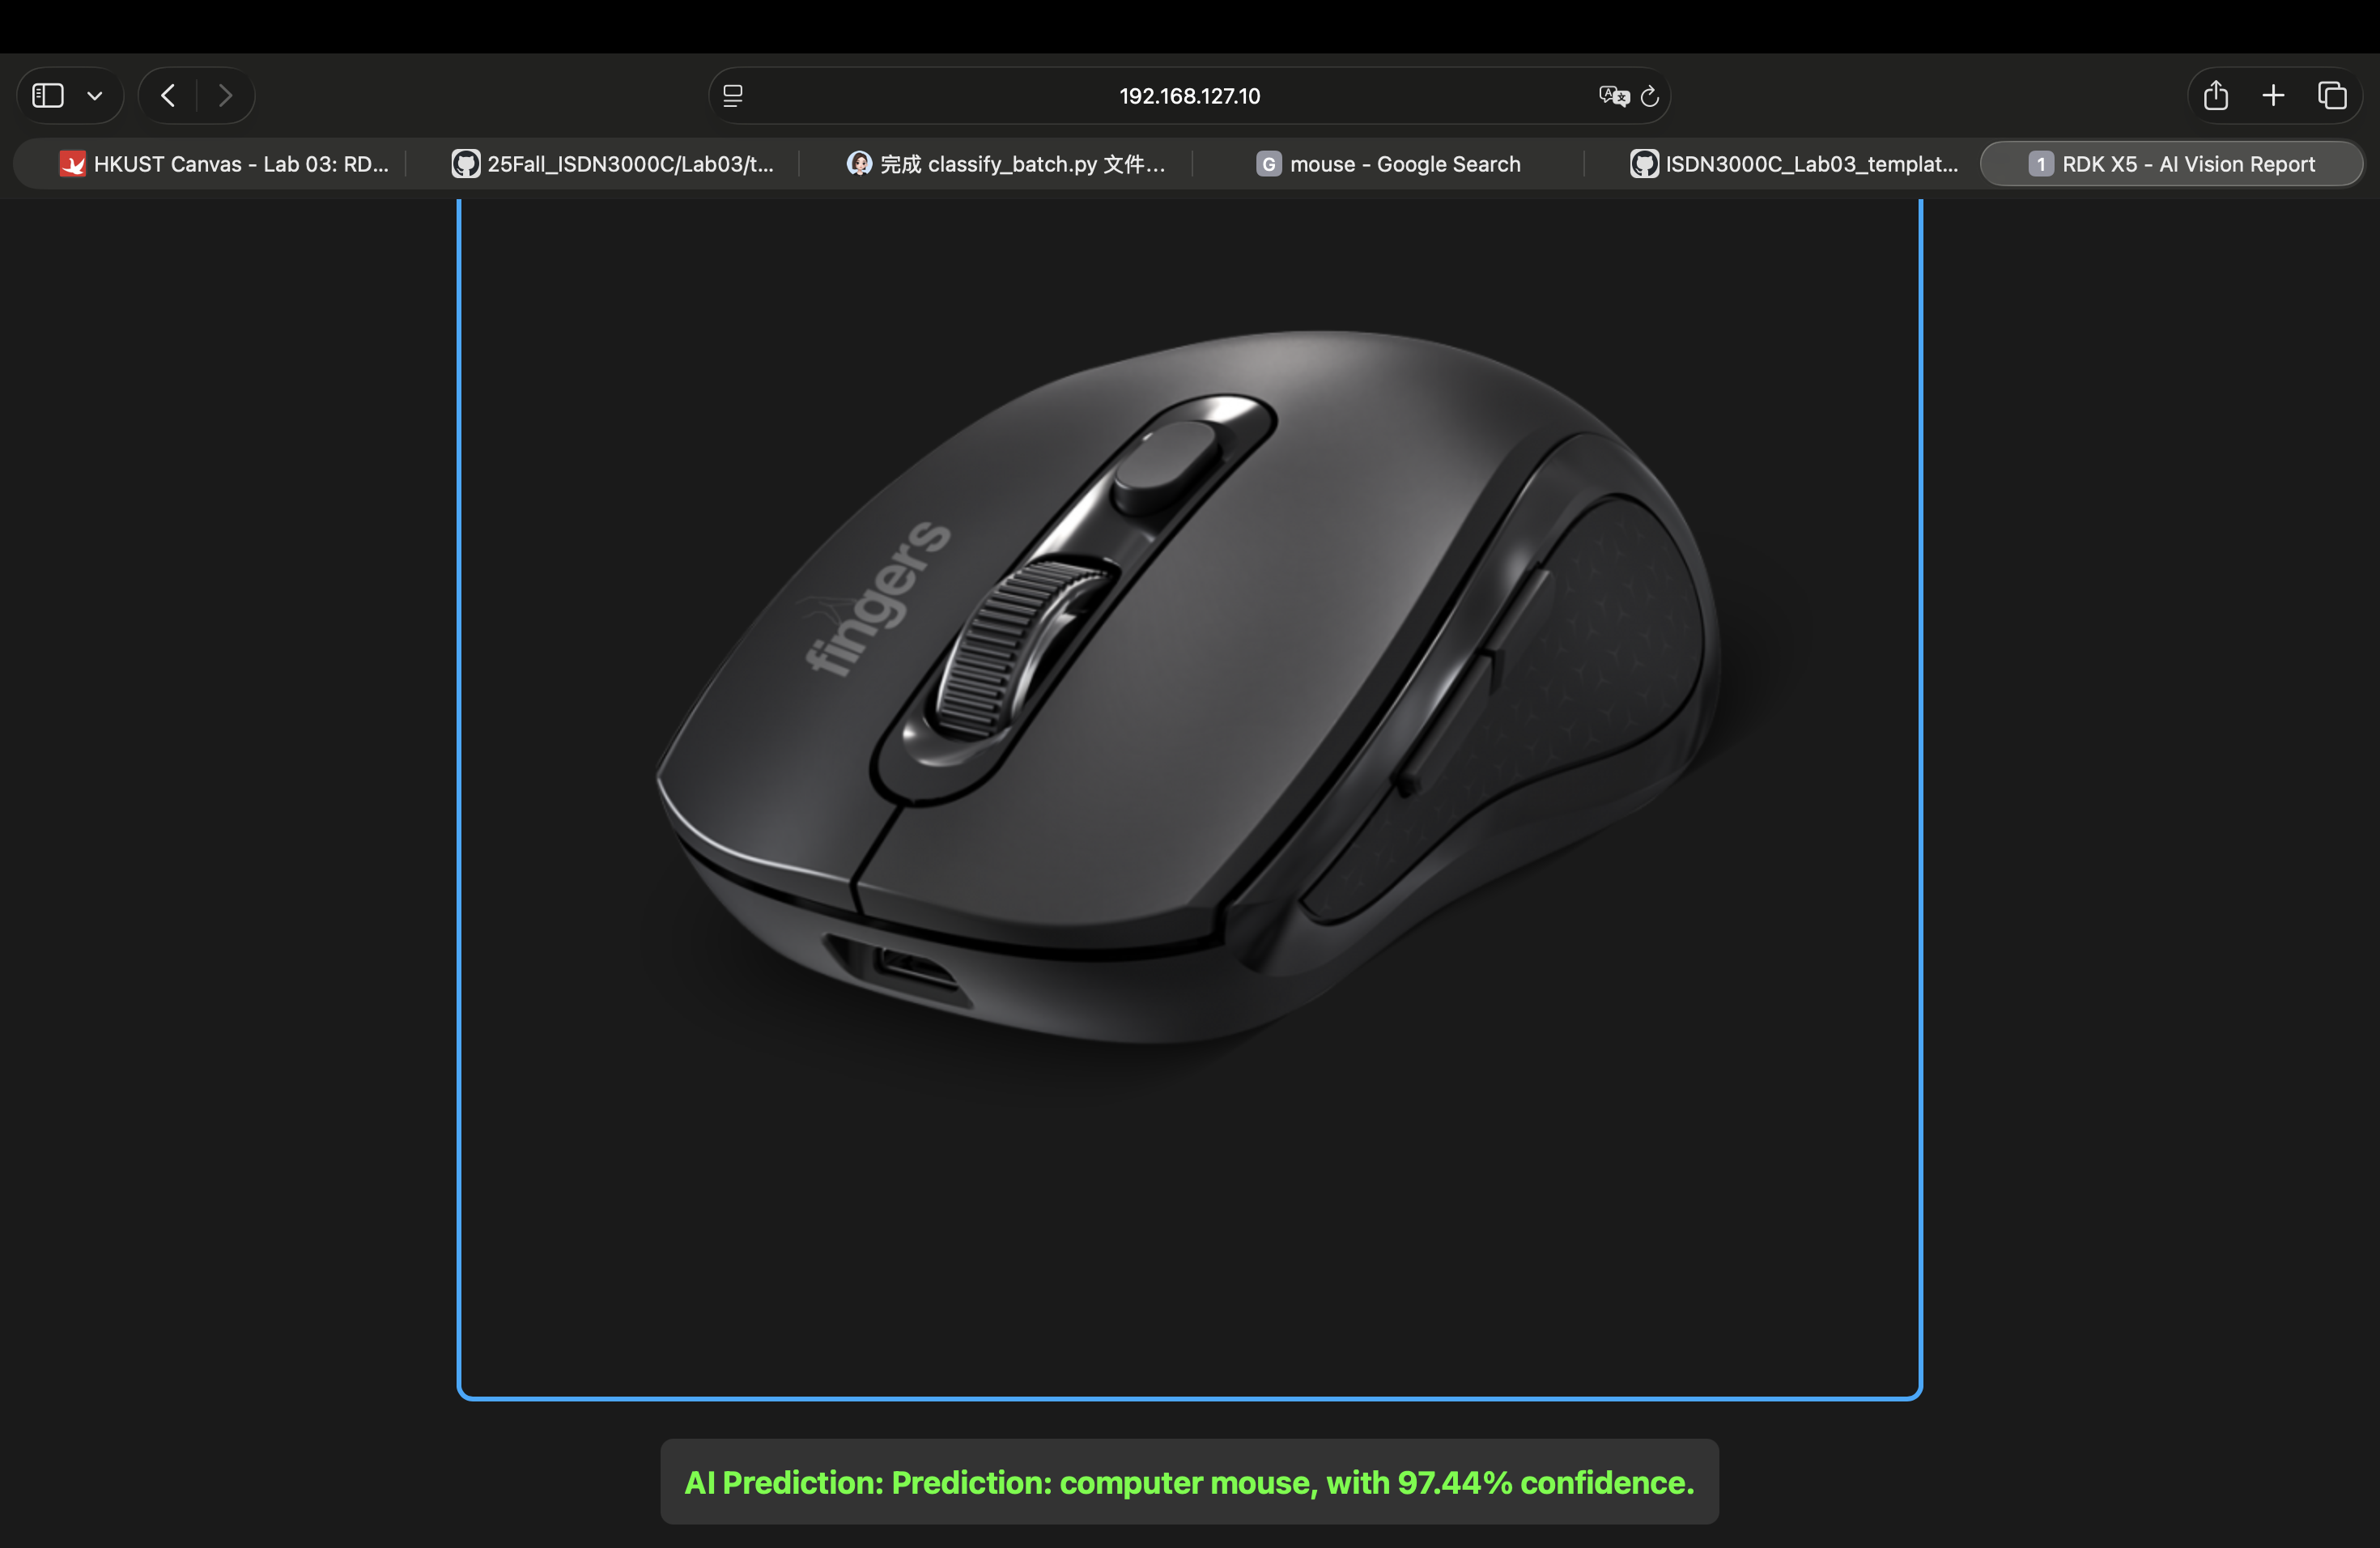 192.168.127.10
HKUST Canvas - Lab 03: RD...
25Fall_ISDN3000C/Lab03/t...
完成 classify_batch.py 文件...
G mouse - Google Search
ISDN3000C_Lab03_templat...
1 RDK X5 - AI Vision Report
fingers
AI Prediction: Prediction: computer mouse, with 97.44% confidence.